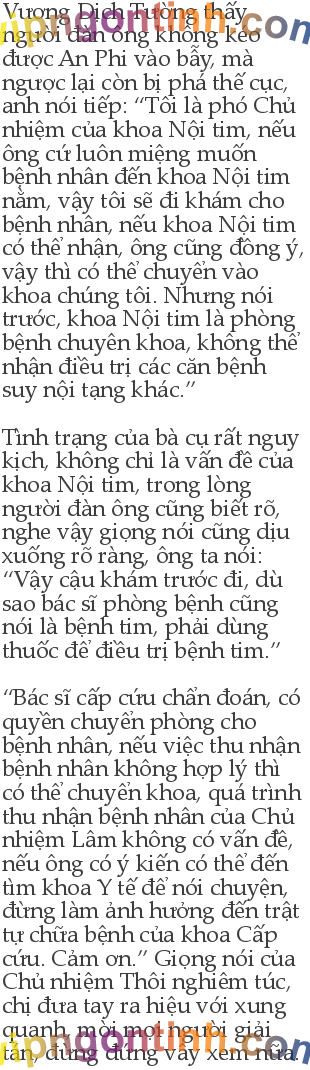 Vương Dịch Tường thấy
người đàn ông không kéo
được An Phi vào bẫy, mà
ngược lại còn bị phá thế cục,
anh nói tiếp: “Tôi là phó Chủ
nhiệm của khoa Nội tim, nếu
ông cứ luôn miệng muốn
bệnh nhân đến khoa Nội tim
nằm, vậy tôi sẽ đi khám cho
bệnh nhân, nếu khoa Nội tim
có thể nhận, ông cũng đồng ý,
vậy thì có thể chuyển vào
khoa chúng tôi. Nhưng nói
trước, khoa Nội tim là phòng
bệnh chuyên khoa, không thể
nhận điều trị các căn bệnh
suy nội tạng khác.”
Tình trạng của bà cụ rất nguy
kịch, không chỉ là vấn đề của
khoa Nội tim, trong lòng
người đàn ông cũng biết rõ,
nghe vậy giọng nói cũng dịu
xuống rõ ràng, ông ta nói:
“Vậy cậu khám trước đi, dù
sao bác sĩ phòng bệnh cũng
nói là bệnh tim, phải dùng
thuốc để điều trị bệnh tim.”
“Bác sĩ cấp cứu chẩn đoán, có
quyền chuyển phòng cho
bệnh nhân, nếu việc thu nhận
bệnh nhân không hợp lý thì
có thể chuyển khoa, quá trình
thu nhận bệnh nhân của Chủ
nhiệm Lâm không có vấn đề,
nếu ông có ý kiến có thể đến
tìm khoa Y tế để nói chuyện,
đừng làm ảnh hưởng đến trật
tự chữa bệnh của khoa Cấp
cứu. Cảm ơn.” Giọng nói của
Chủ nhiệm Thôi nghiêm túc,
chị đưa tay ra hiệu với xung
quanh, mời mọi người giải
tán, đừng đứng vây xem nữa.
vipngontinh.com
vipngontinh.com